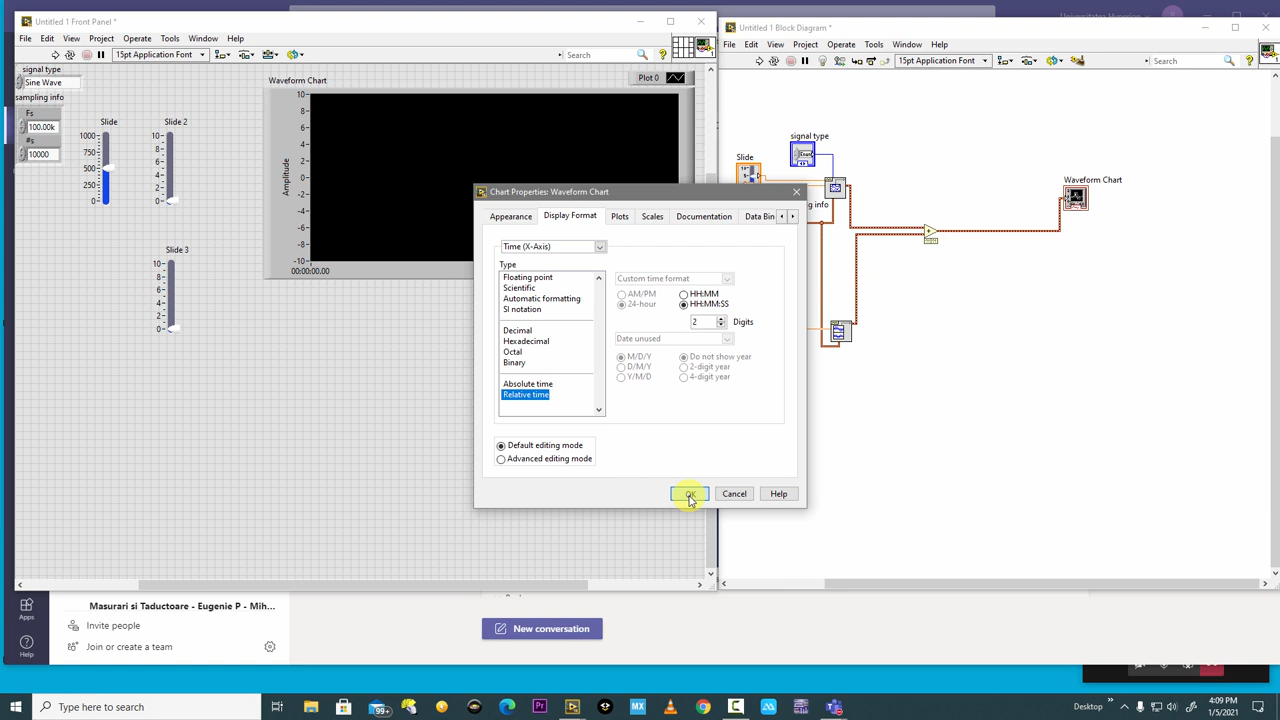 Untitled 1 Front Panel *
File Edit View Project Operate Tools Window Help
15pt Application Font
Search
signal type
Sine Wave
sampling info
Fs
100.00k
#s
10000
Slide
1000
750
500
250
0
Slide 2
10
8
6
4
2
0
Slide 3
10
8
6
4
2
0
Waveform Chart
Plot 0
Amplitude
10
8
6
4
2
0
-2
-4
-6
-8
-10
00:00:00.00
Untitled 1 Block Diagram *
File Edit View Project Operate Tools Window Help
15pt Application Font
Search
signal type
Slide
ng info
Waveform Chart
Chart Properties: Waveform Chart
Appearance Display Format Plots Scales Documentation Data Bin
Time (X-Axis)
Type
Floating point
Scientific
Automatic formatting
SI notation
Decimal
Hexadecimal
Octal
Binary
Absolute time
Relative time
Custom time format
AM/PM HH:MM
24-hour HH:MM:SS
2 Digits
Date unused
M/D/Y Do not show year
D/M/Y 2-digit year
Y/M/D 4-digit year
Default editing mode
Advanced editing mode
OK Cancel Help
Apps
Help
Masurari si Taductoare - Eugenie P - Mih...
Invite people
Join or create a team
New conversation
Type here to search
99+
Pr
MX
Desktop
4:09 PM
1/5/2021